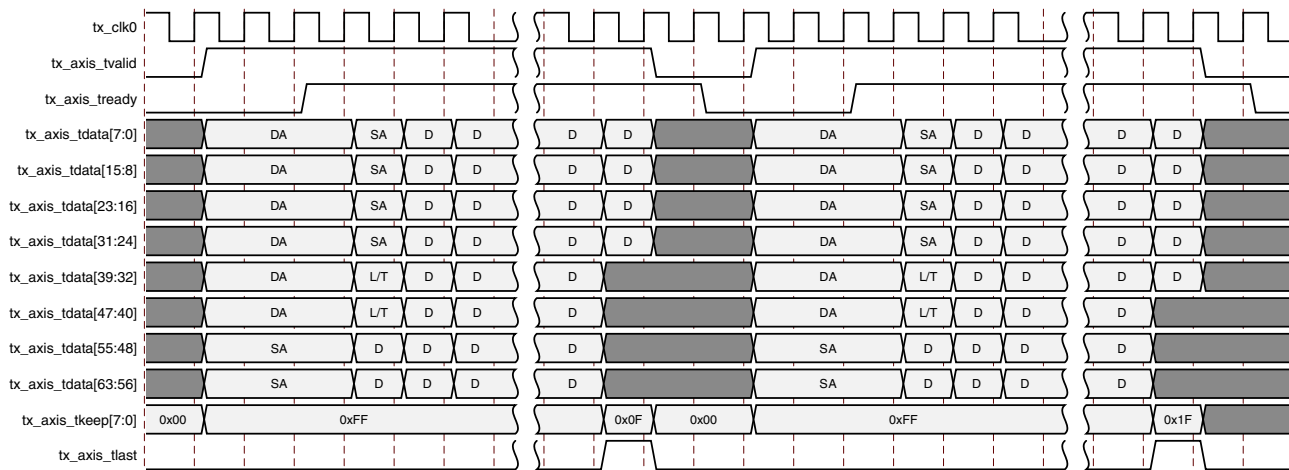 tx_clk0
tx_axis_tvalid
tx_axis_tready
tx_axis_tdata[7:0] DA SA D D D D DA SA D D D D
tx_axis_tdata[15:8] DA SA D D D D DA SA D D D D
tx_axis_tdata[23:16] DA SA D D D D DA SA D D D D
tx_axis_tdata[31:24] DA SA D D D D DA SA D D D D
tx_axis_tdata[39:32] DA L/T D D D DA L/T D D D D
tx_axis_tdata[47:40] DA L/T D D D DA L/T D D D
tx_axis_tdata[55:48] SA D D D D SA D D D D
tx_axis_tdata[63:56] SA D D D D SA D D D D
tx_axis_tkeep[7:0] 0x00 0xFF 0x0F 0x00 0xFF 0x1F
tx_axis_tlast